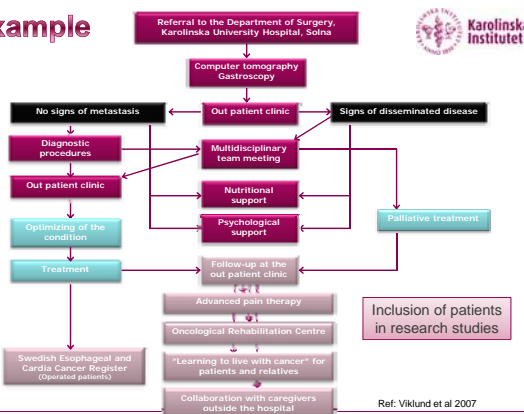 xample
Referral to the Department of Surgery,
Karolinska University Hospital, Solna
Karolinska
Institutet
Computer tomography
Gastroscopy
No signs of metastasis
Out patient clinic
Signs of disseminated disease
Diagnostic
procedures
Multidisciplinary
team meeting
Out patient clinic
Nutritional
support
Optimizing of the
condition
Psychological
support
Palliative treatment
Treatment
Follow-up at the
out patient clinic
Advanced pain therapy
Inclusion of patients
in research studies
Oncological Rehabilitation Centre
Swedish Esophageal and
Cardia Cancer Register
(Operated patients)
"Learning to live with cancer" for
patients and relatives
Collaboration with caregivers
outside the hospital
Ref: Viklund et al 2007